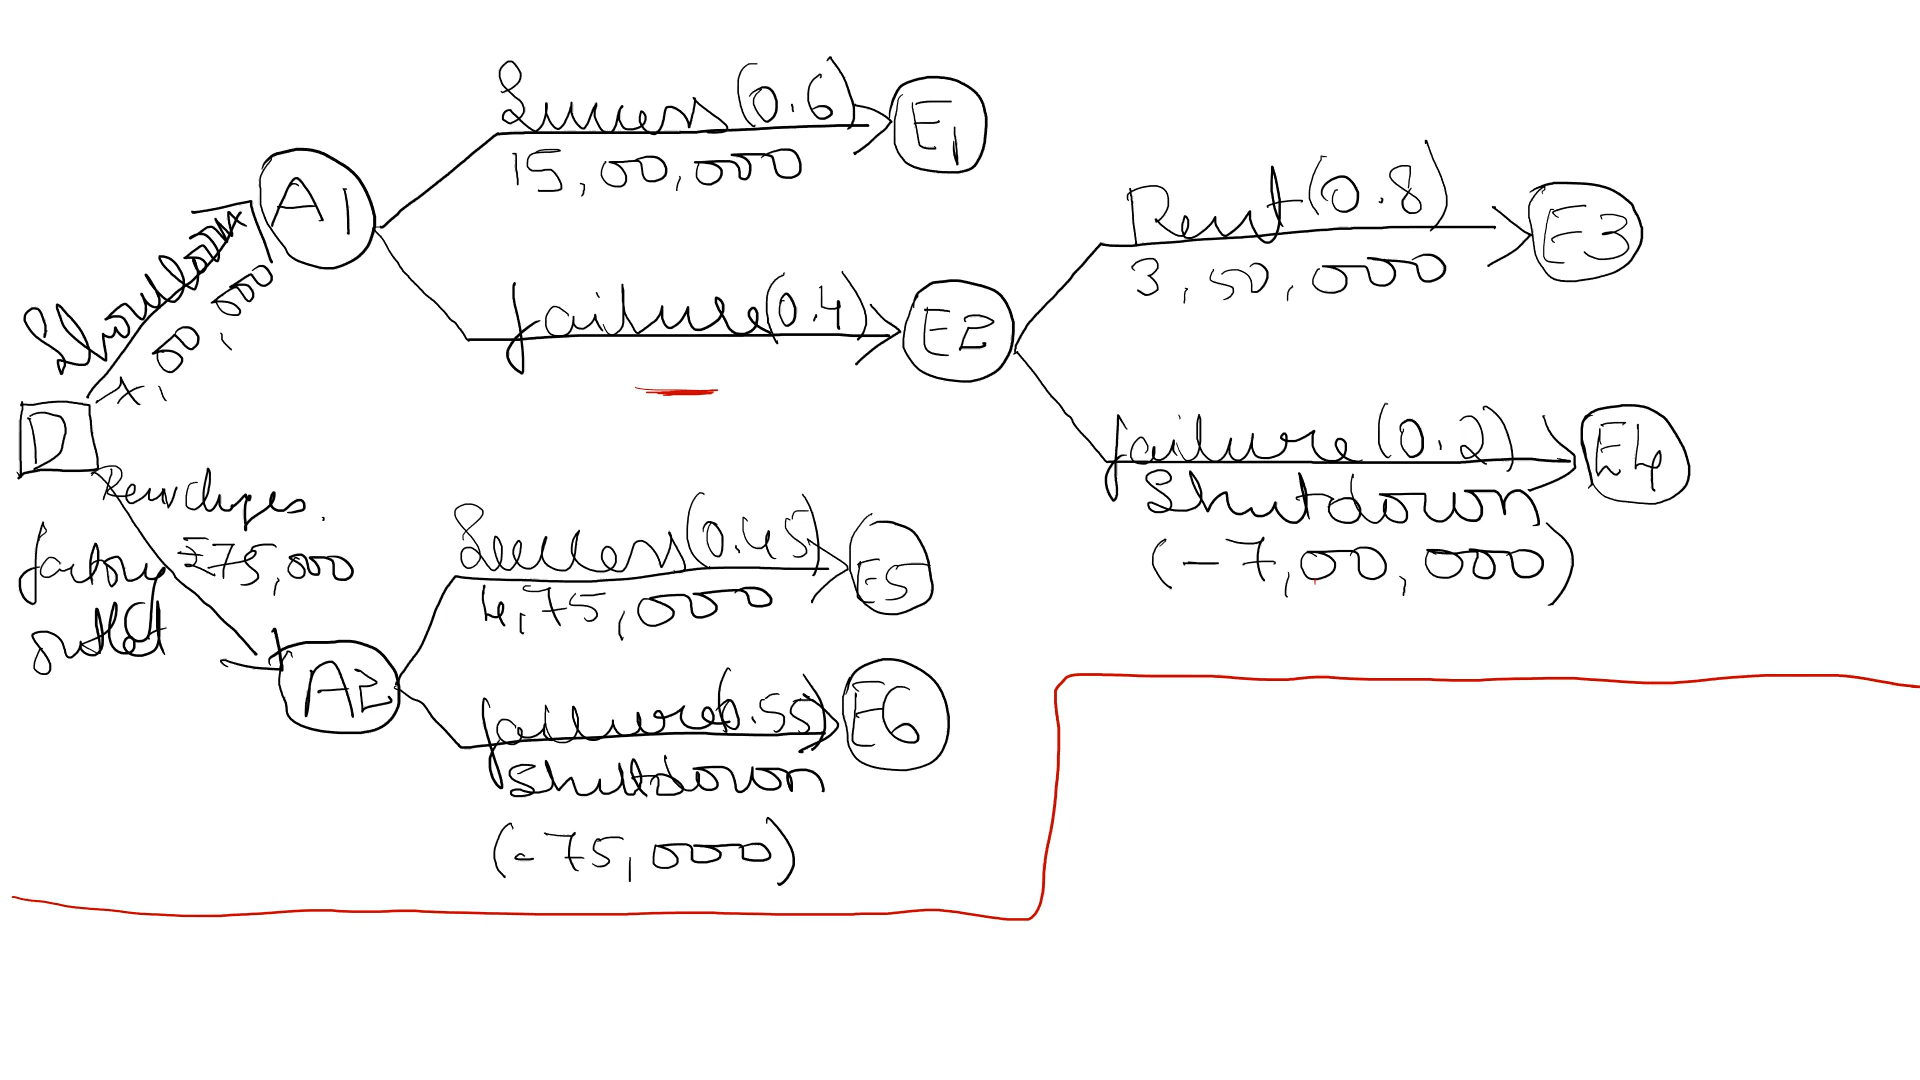 Success (0.6)
E1
15,00,000
A1
Rent (0.8)
E3
3,50,000
Showroom
,00,000
failure (0.4)
E2
D
failure (0.2)
E4
Shutdown
(-7,00,000)
factory
outlet
₹75,000
Success (0.45)
E5
4,75,000
A2
failure (0.55)
E6
Shutdown
(-75,000)